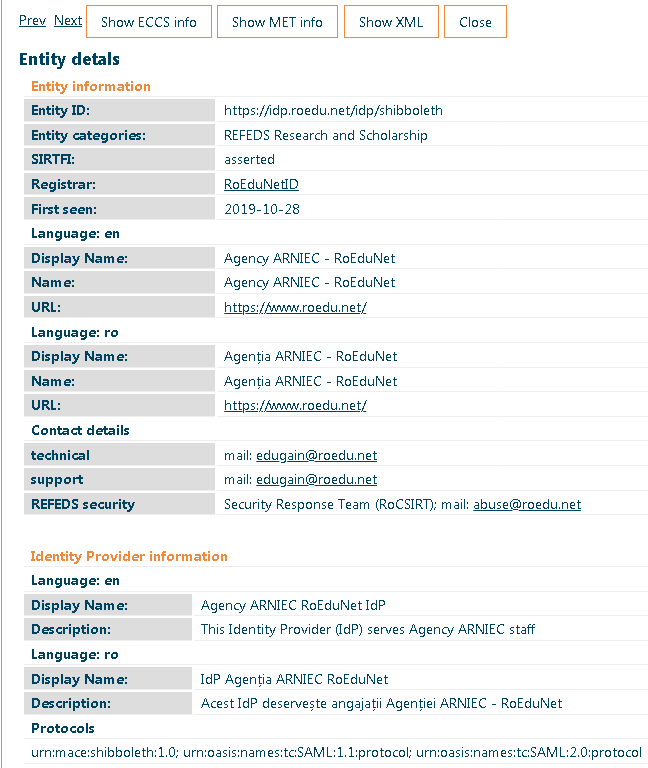 Prev Next Show ECCS info Show MET info Show XML Close
Entity detals
Entity information
Entity ID: https://idp.roedu.net/idp/shibboleth
Entity categories: REFEDS Research and Scholarship
SIRTFI: asserted
Registrar: RoEduNetID
First seen: 2019-10-28
Language: en
Display Name: Agency ARNIEC - RoEduNet
Name: Agency ARNIEC - RoEduNet
URL: https://www.roedu.net/
Language: ro
Display Name: Agenția ARNIEC - RoEduNet
Name: Agenția ARNIEC - RoEduNet
URL: https://www.roedu.net/
Contact details
technical mail: edugain@roedu.net
support mail: edugain@roedu.net
REFEDS security Security Response Team (RoCSIRT); mail: abuse@roedu.net
Identity Provider information
Language: en
Display Name: Agency ARNIEC RoEduNet IdP
Description: This Identity Provider (IdP) serves Agency ARNIEC staff
Language: ro
Display Name: IdP Agenția ARNIEC RoEduNet
Description: Acest IdP deservește angajații Agenției ARNIEC - RoEduNet
Protocols
urn:mace:shibboleth:1.0; urn:oasis:names:tc:SAML:1.1:protocol; urn:oasis:names:tc:SAML:2.0:protocol